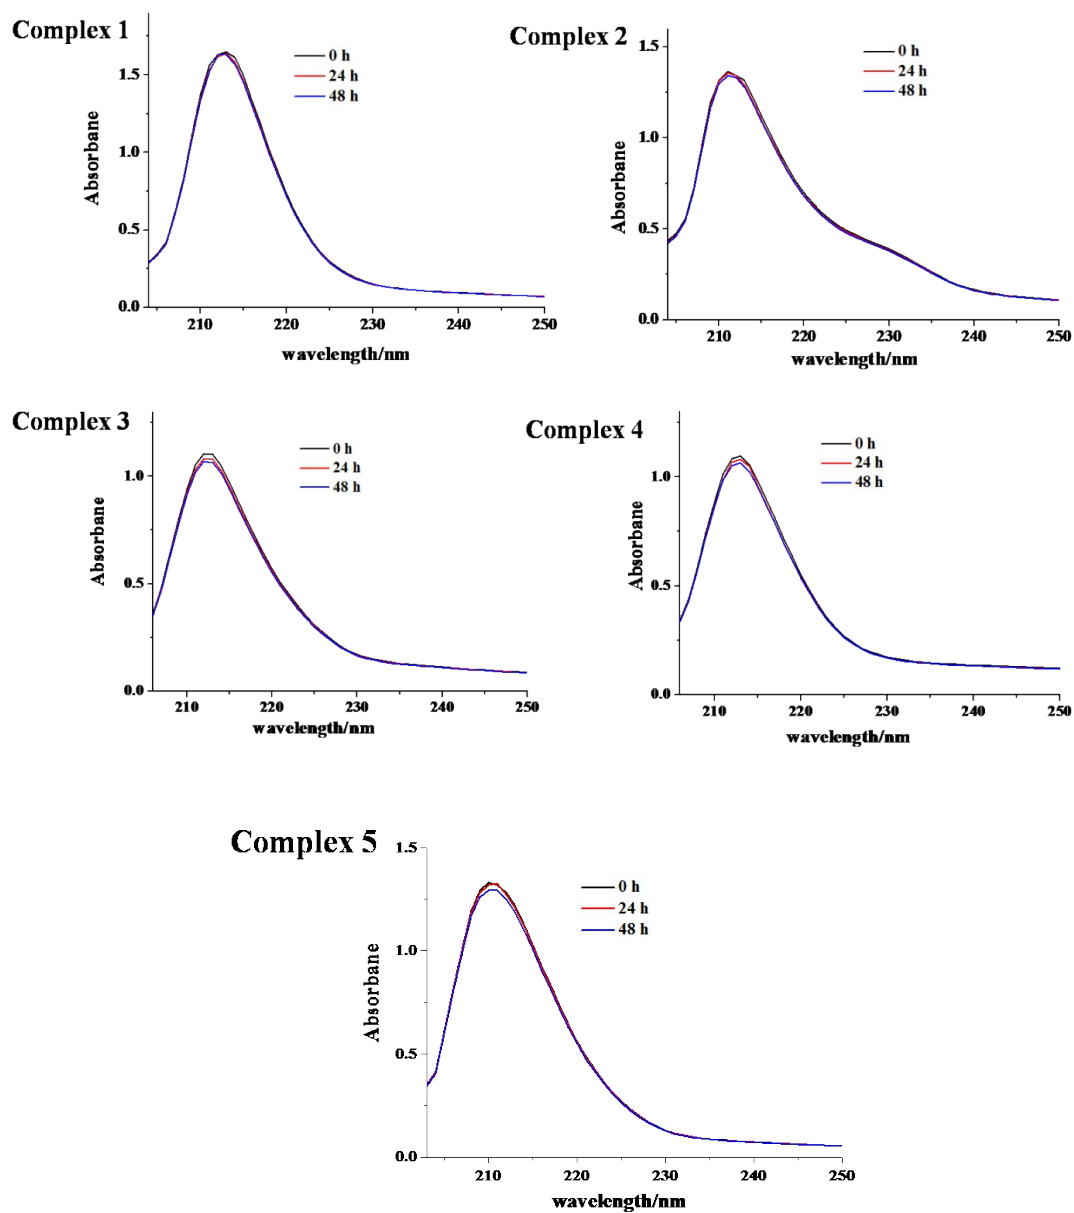 Complex 1
0 h
24 h
48 h
1.5
1.0
0.5
0.0
Absorbane
210 220 230 240 250
wavelength/nm
Complex 2
0 h
24 h
48 h
1.5
1.0
0.5
0.0
Absorbane
210 220 230 240 250
wavelength/nm
Complex 3
0 h
24 h
48 h
1.0
0.5
0.0
Absorbane
210 220 230 240 250
wavelength/nm
Complex 4
0 h
24 h
48 h
1.0
0.5
0.0
Absorbane
210 220 230 240 250
wavelength/nm
Complex 5
0 h
24 h
48 h
1.5
1.0
0.5
0.0
Absorbane
210 220 230 240 250
wavelength/nm